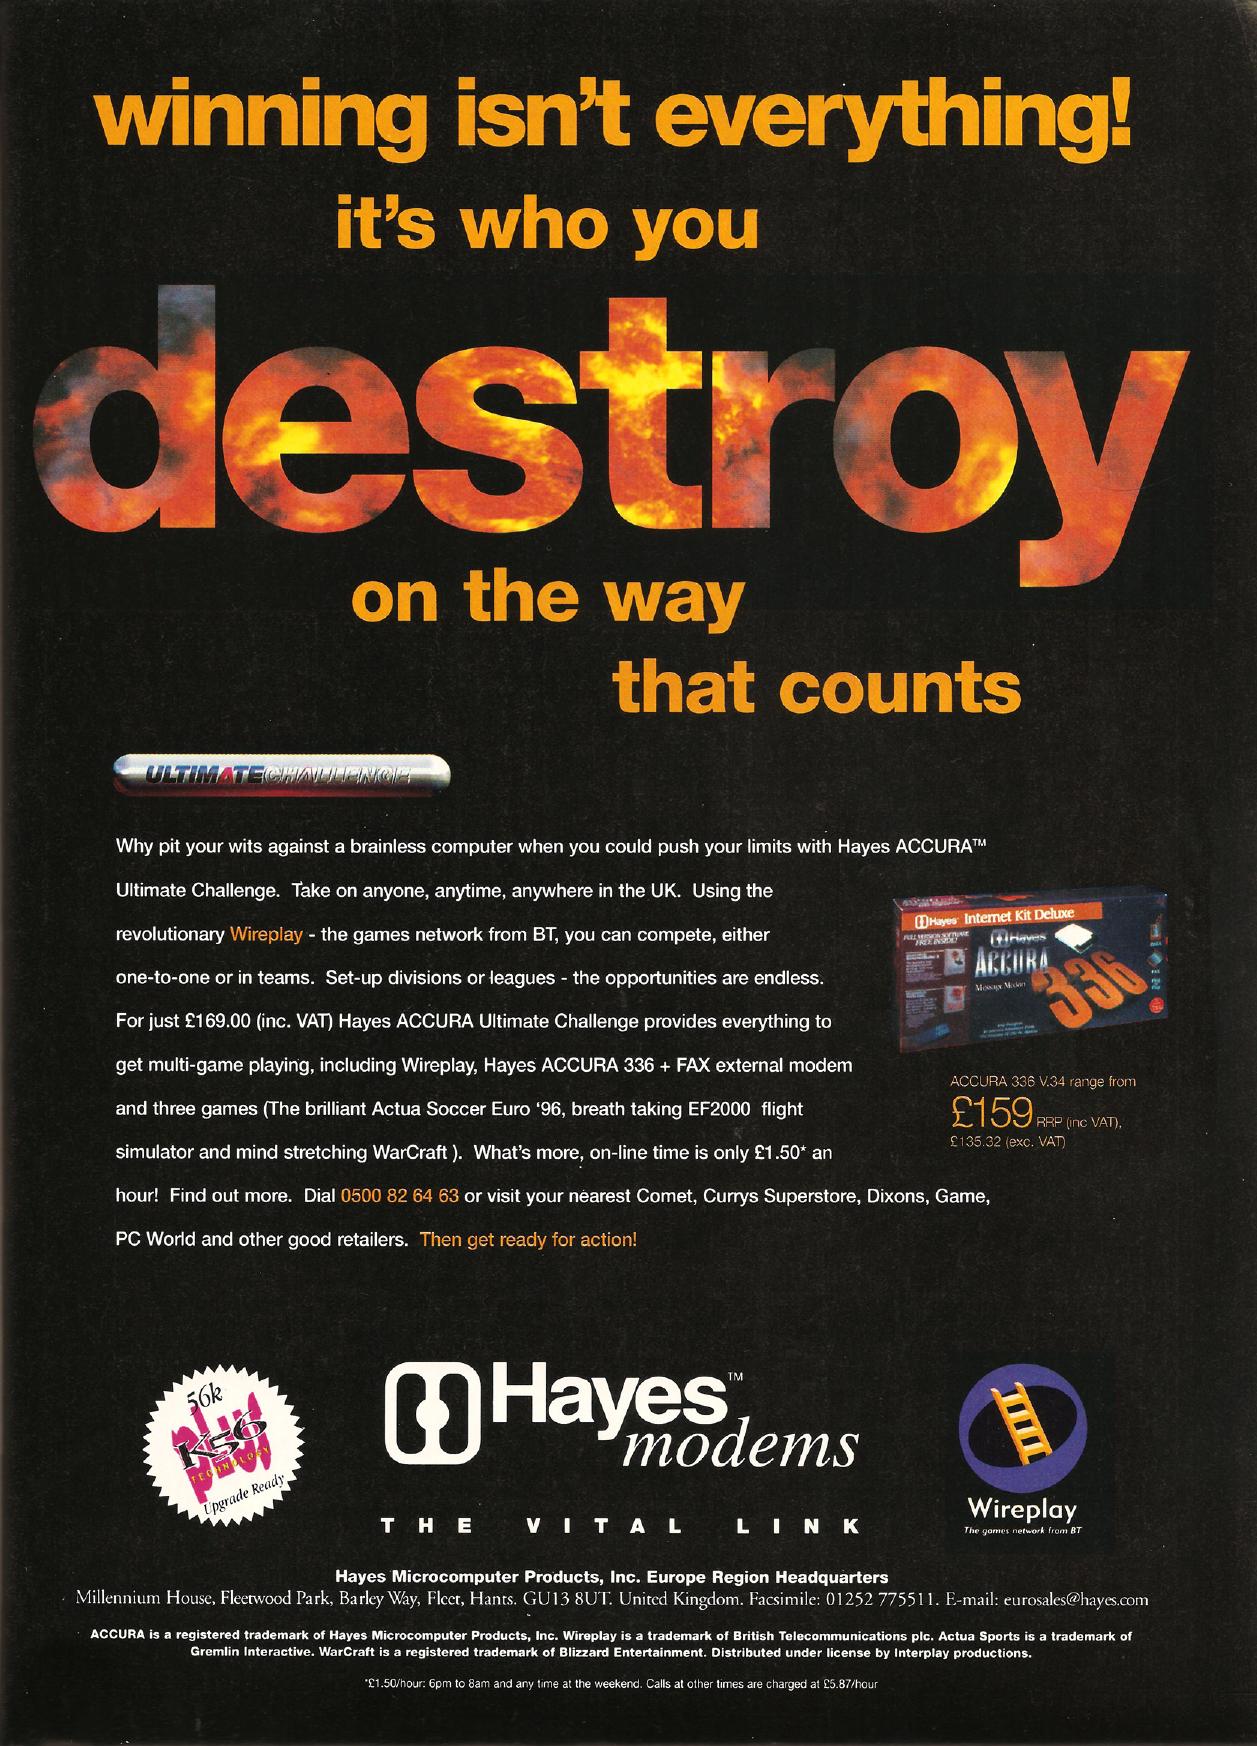 winning isn't everything!
it's who you
destroy
on the way
that counts
ULTIMATECHALLENGE
Why pit your wits against a brainless computer when you could push your limits with Hayes ACCURA™
Ultimate Challenge. Take on anyone, anytime, anywhere in the UK. Using the
revolutionary Wireplay - the games network from BT, you can compete, either
one-to-one or in teams. Set-up divisions or leagues - the opportunities are endless.
For just £169.00 (inc. VAT) Hayes ACCURA Ultimate Challenge provides everything to
get multi-game playing, including Wireplay, Hayes ACCURA 336 + FAX external modem
and three games (The brilliant Actua Soccer Euro ‘96, breath taking EF2000 flight
simulator and mind stretching WarCraft ). What's more, on-line time is only £1.50* an
hour! Find out more. Dial 0500 82 64 63 or visit your nearest Comet, Currys Superstore, Dixons, Game,
PC World and other good retailers. Then get ready for action!
Hayes Internet Kit Deluxe
FULL VERSION SOFTWARE
FREE INSIDE!
Hayes
ACCURA
336
Message Modem
ACCURA 336 V.34 range from
£159 RRP (inc VAT),
£135.32 (exc. VAT)
56k
plug
K56
TECHNOLOGY
play
Upgrade Ready
Hayes™
modems
THE VITAL LINK
Wireplay
The games network from BT
Hayes Microcomputer Products, Inc. Europe Region Headquarters
Millennium House, Fleetwood Park, Barley Way, Fleet, Hants. GU13 8UT. United Kingdom. Facsimile: 01252 775511. E-mail: eurosales@hayes.com
ACCURA is a registered trademark of Hayes Microcomputer Products, Inc. Wireplay is a trademark of British Telecommunications plc. Actua Sports is a trademark of
Gremlin Interactive. WarCraft is a registered trademark of Blizzard Entertainment. Distributed under license by Interplay productions.
*£1.50/hour: 6pm to 8am and any time at the weekend. Calls at other times are charged at £5.87/hour